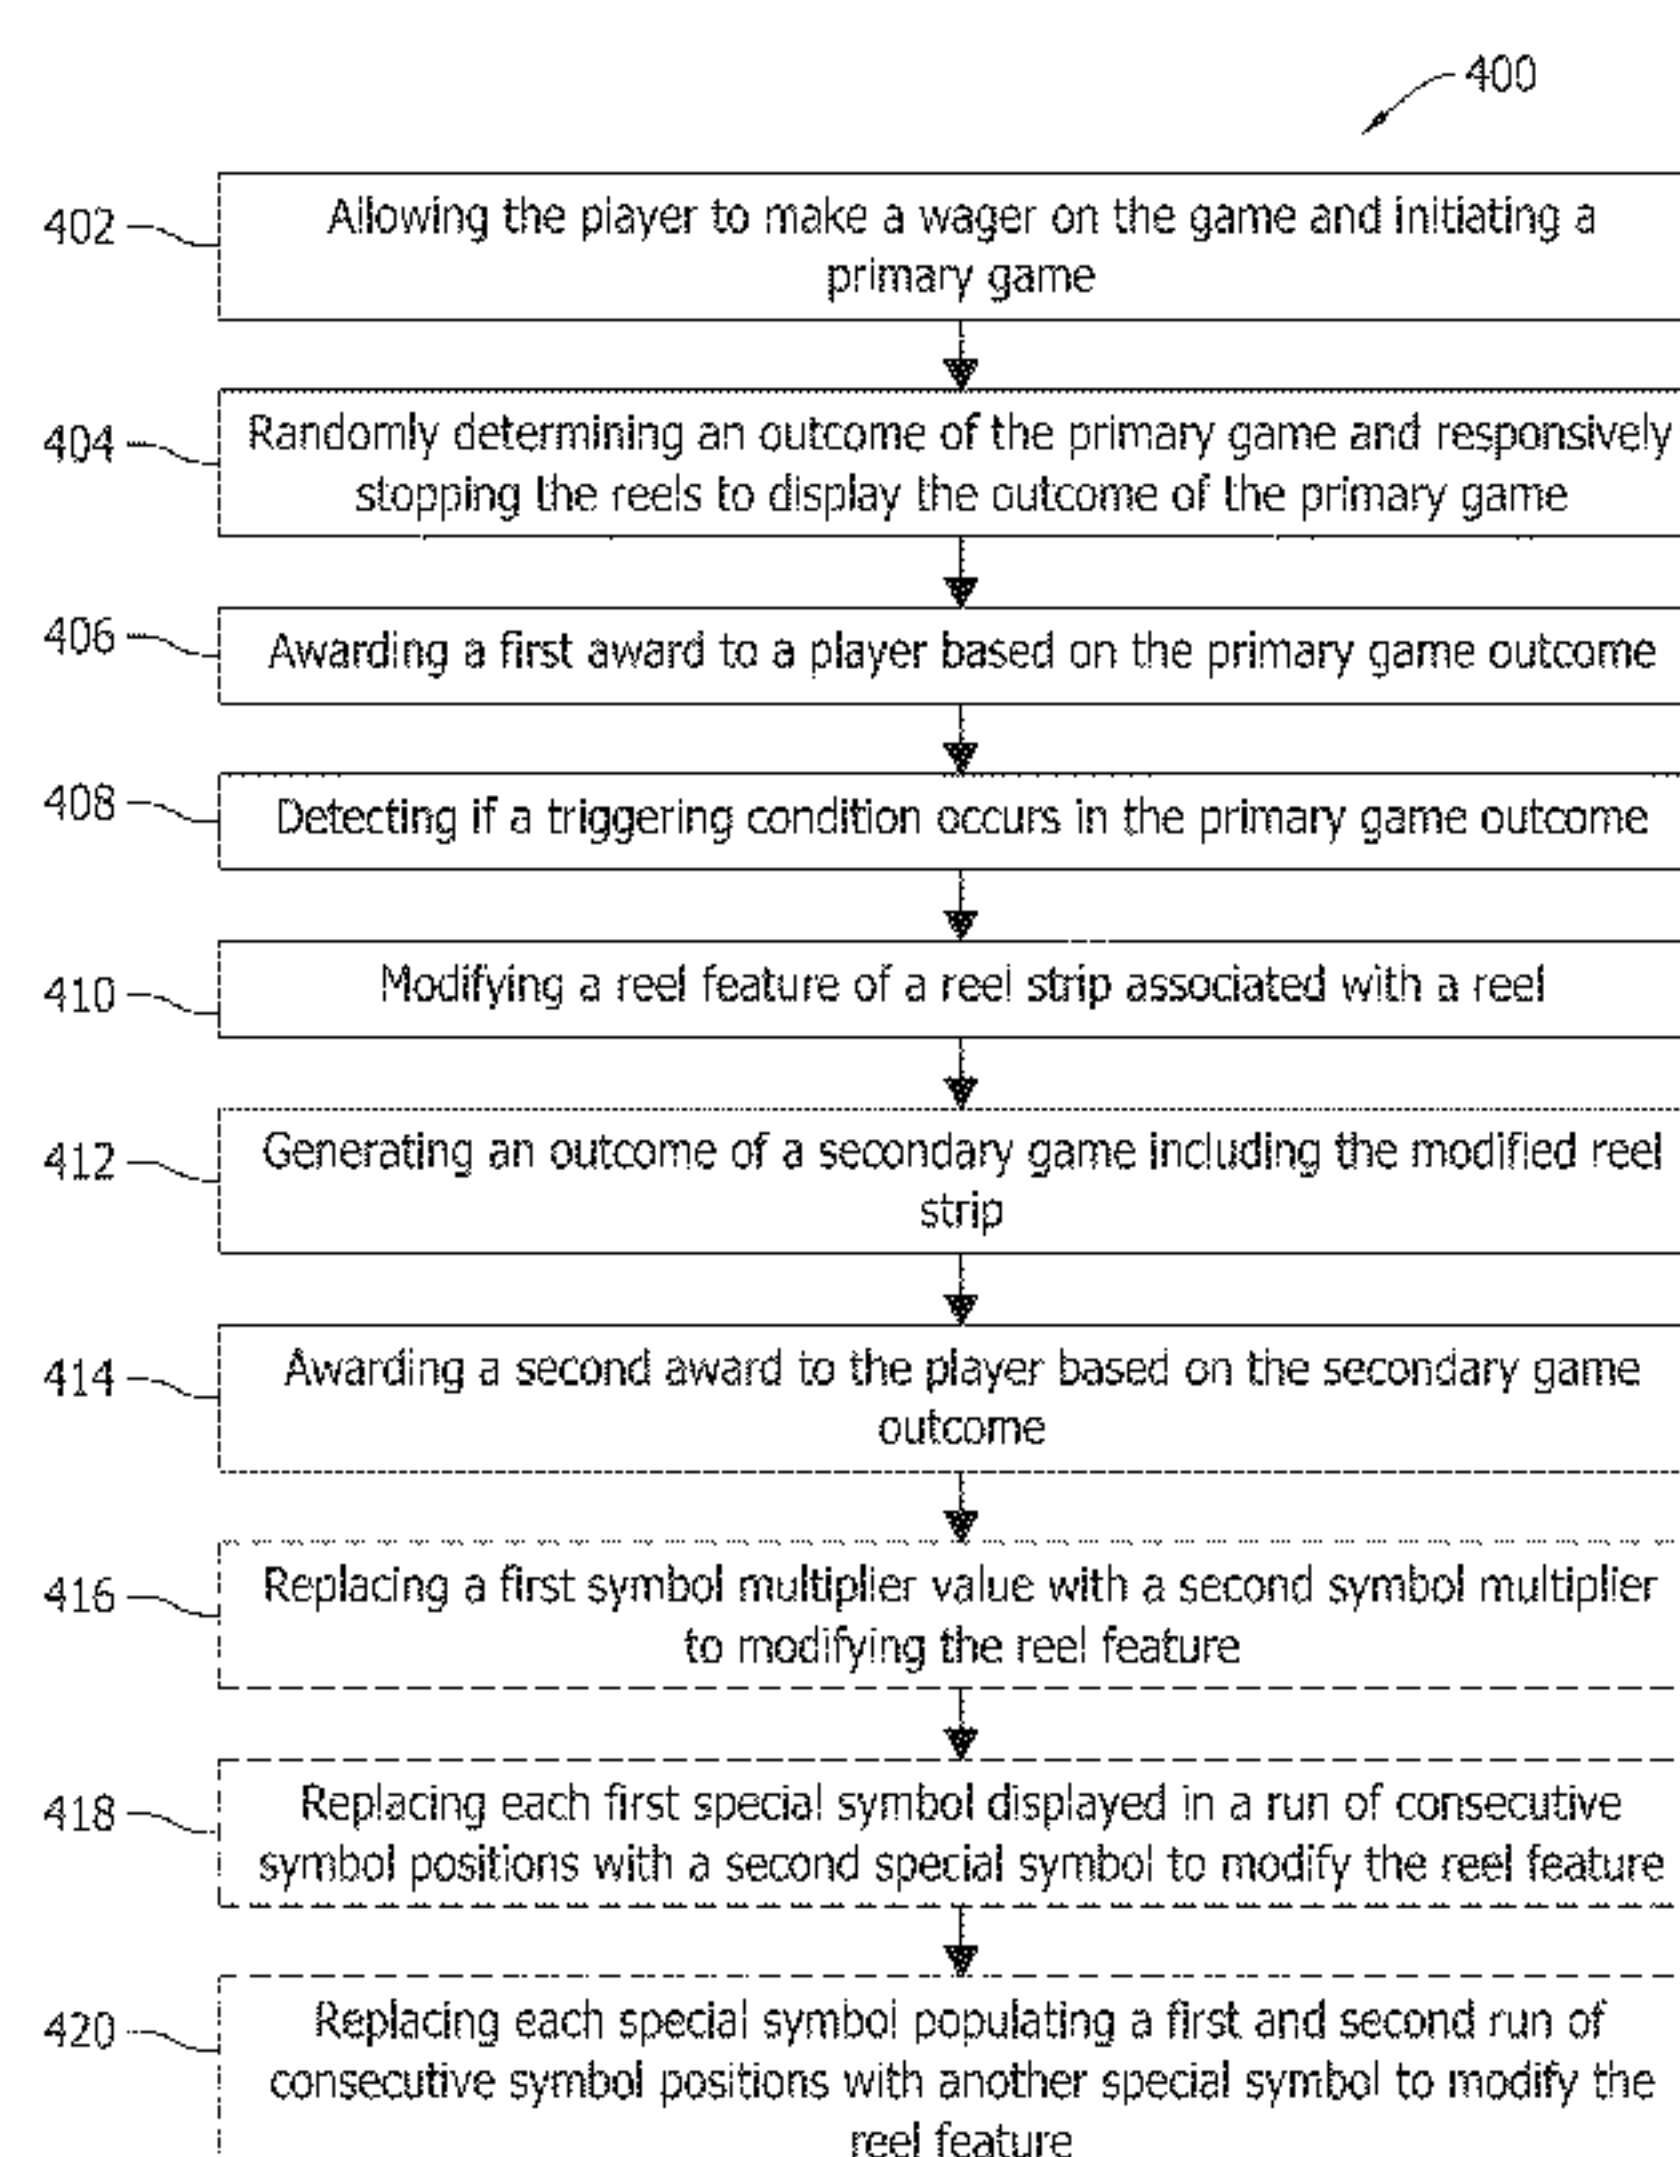 400
402
Allowing the player to make a wager on the game and initiating a
primary game
404
Randomly determining an outcome of the primary game and responsively
stopping the reels to display the outcome of the primary game
406
Awarding a first award to a player based on the primary game outcome
408
Detecting if a triggering condition occurs in the primary game outcome
410
Modifying a reel feature of a reel strip associated with a reel
412
Generating an outcome of a secondary game including the modified reel
strip
414
Awarding a second award to the player based on the secondary game
outcome
416
Replacing a first symbol multiplier value with a second symbol multiplier
to modifying the reel feature
418
Replacing each first special symbol displayed in a run of consecutive
symbol positions with a second special symbol to modify the reel feature
420
Replacing each special symbol populating a first and second run of
consecutive symbol positions with another special symbol to modify the
reel feature